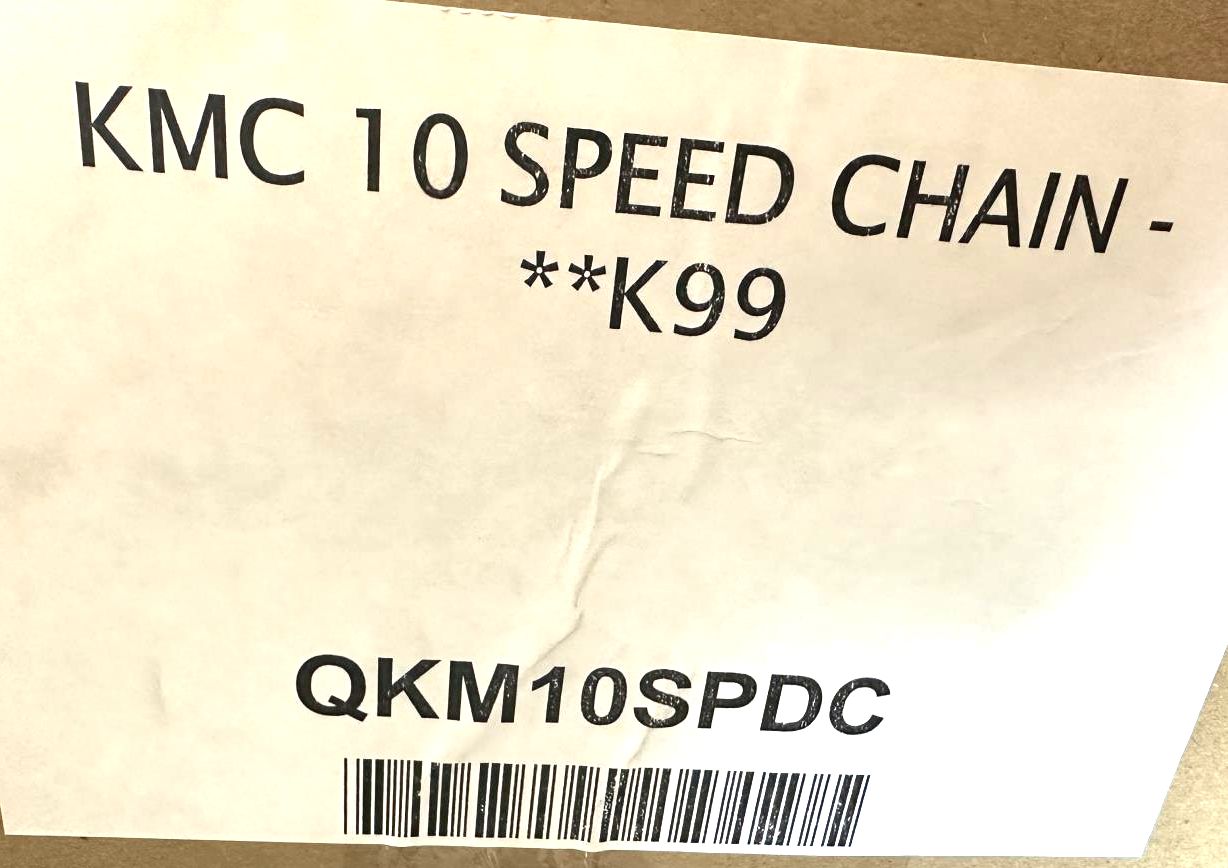 KMC 10 SPEED CHAIN -
**K99
QKM10SPDC